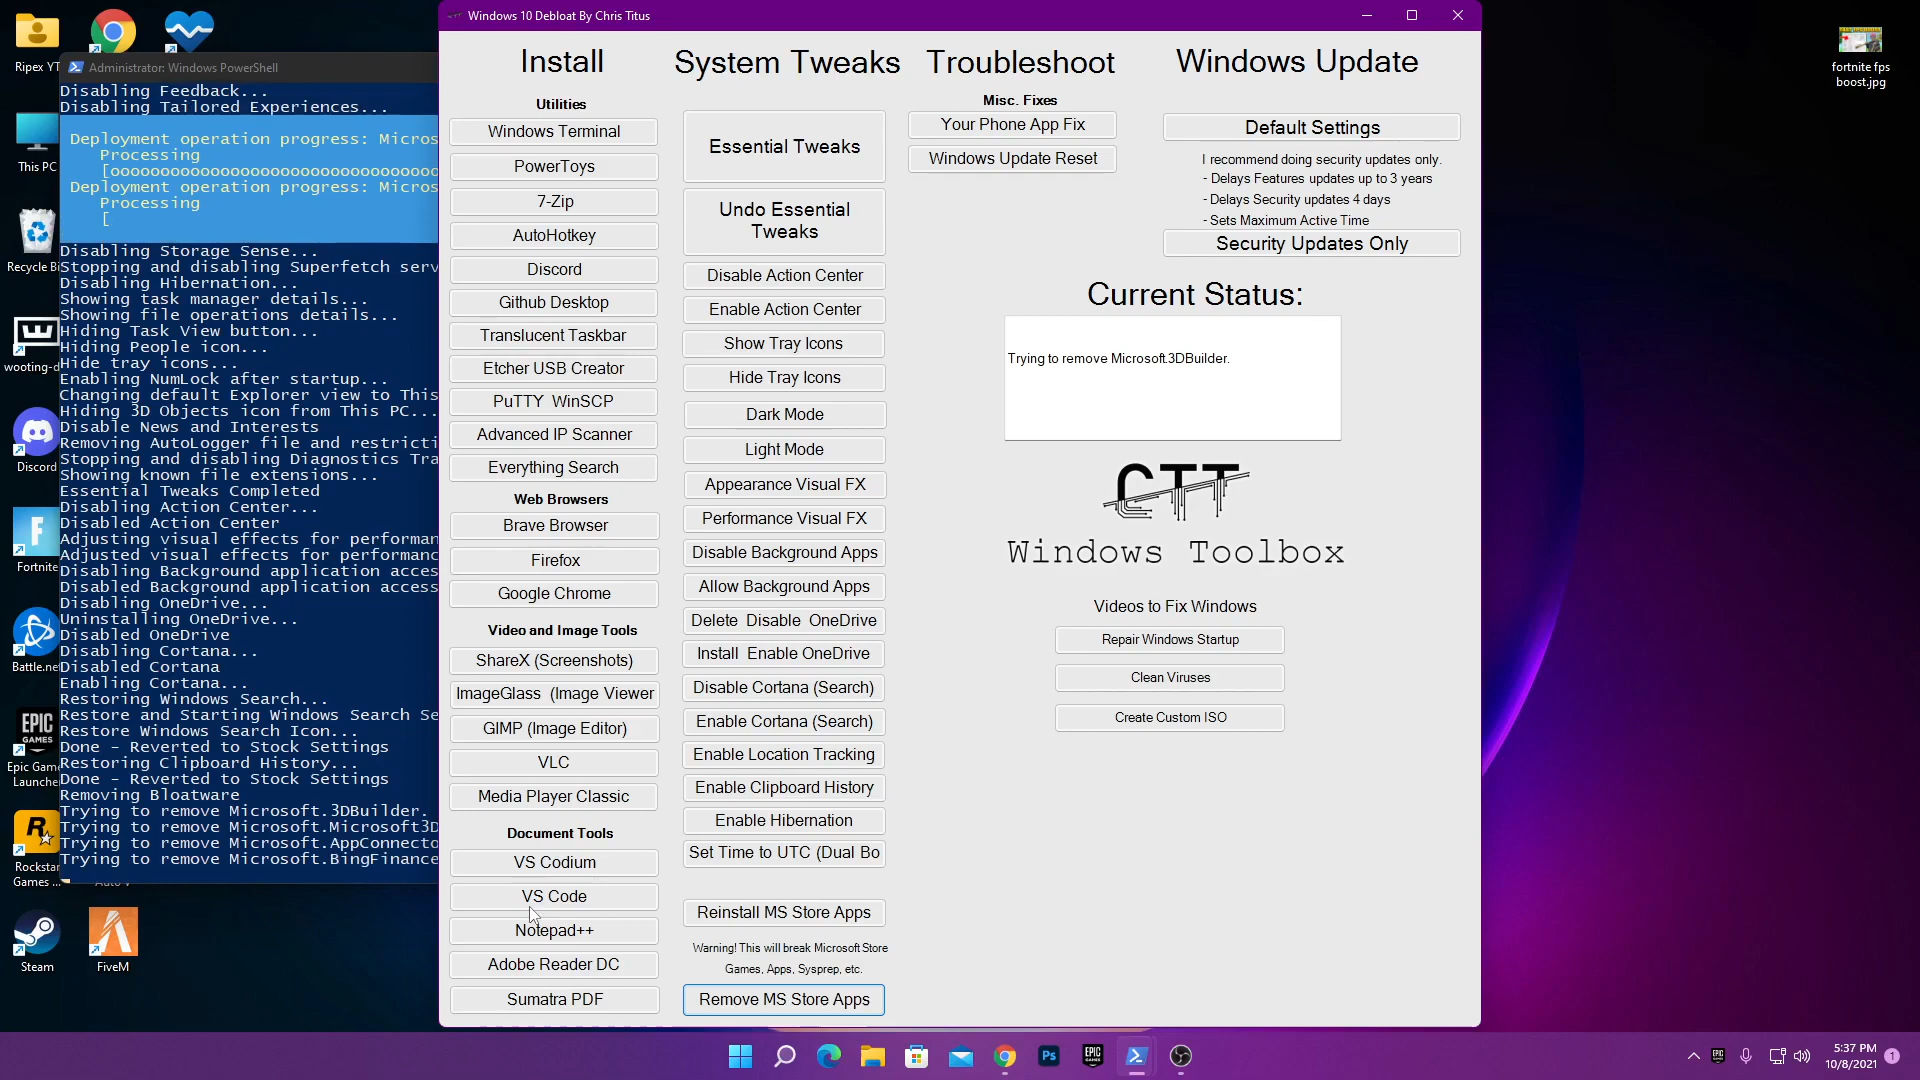 Ripex YT
This PC
Recycle Bi
wooting-d
Discord
Fortnite
Battle.ne
EPIC
GAMES
Epic Gam
Launche
Rocksta
Games ...
Steam
FiveM
Administrator: Windows PowerShell
Disabling Feedback...
Disabling Tailored Experiences...
Deployment operation progress: Micros
Processing
[oooooooooooooooooooooooooooooooooo
Deployment operation progress: Micros
Processing
[
Disabling Storage Sense...
Stopping and disabling Superfetch serv
Disabling Hibernation...
Showing task manager details...
Showing file operations details...
Hiding Task View button...
Hiding People icon...
Hide tray icons...
Enabling NumLock after startup...
Changing default Explorer view to This
Hiding 3D Objects icon from This PC...
Disable News and Interests
Removing AutoLogger file and restricti
Stopping and disabling Diagnostics Tra
Showing known file extensions...
Essential Tweaks Completed
Disabling Action Center...
Disabled Action Center
Adjusting visual effects for performan
Adjusted visual effects for performanc
Disabling Background application acces
Disabled Background application access
Disabling OneDrive...
Uninstalling OneDrive...
Disabled OneDrive
Disabling Cortana...
Disabled Cortana
Enabling Cortana...
Restoring Windows Search...
Restore and Starting Windows Search Se
Restore Windows Search Icon...
Done - Reverted to Stock Settings
Restoring Clipboard History...
Done - Reverted to Stock Settings
Removing Bloatware
Trying to remove Microsoft.3DBuilder.
Trying to remove Microsoft.Microsoft3D
Trying to remove Microsoft.AppConnecto
Trying to remove Microsoft.BingFinance
Windows 10 Debloat By Chris Titus
Install
Utilities
Windows Terminal
PowerToys
7-Zip
AutoHotkey
Discord
Github Desktop
Translucent Taskbar
Etcher USB Creator
PuTTY WinSCP
Advanced IP Scanner
Everything Search
Web Browsers
Brave Browser
Firefox
Google Chrome
Video and Image Tools
ShareX (Screenshots)
ImageGlass (Image Viewer
GIMP (Image Editor)
VLC
Media Player Classic
Document Tools
VS Codium
VS Code
Notepad++
Adobe Reader DC
Sumatra PDF
System Tweaks
Essential Tweaks
Undo Essential
Tweaks
Disable Action Center
Enable Action Center
Show Tray Icons
Hide Tray Icons
Dark Mode
Light Mode
Appearance Visual FX
Performance Visual FX
Disable Background Apps
Allow Background Apps
Delete Disable OneDrive
Install Enable OneDrive
Disable Cortana (Search)
Enable Cortana (Search)
Enable Location Tracking
Enable Clipboard History
Enable Hibernation
Set Time to UTC (Dual Bo
Reinstall MS Store Apps
Warning! This will break Microsoft Store
Games, Apps, Sysprep, etc.
Remove MS Store Apps
Troubleshoot
Misc. Fixes
Your Phone App Fix
Windows Update Reset
Windows Update
Default Settings
I recommend doing security updates only.
- Delays Features updates up to 3 years
- Delays Security updates 4 days
- Sets Maximum Active Time
Security Updates Only
Current Status:
Trying to remove Microsoft.3DBuilder.
CTT
Windows Toolbox
Videos to Fix Windows
Repair Windows Startup
Clean Viruses
Create Custom ISO
fortnite fps
boost.jpg
Ps
EPIC
GAMES
5:37 PM
10/8/2021
1